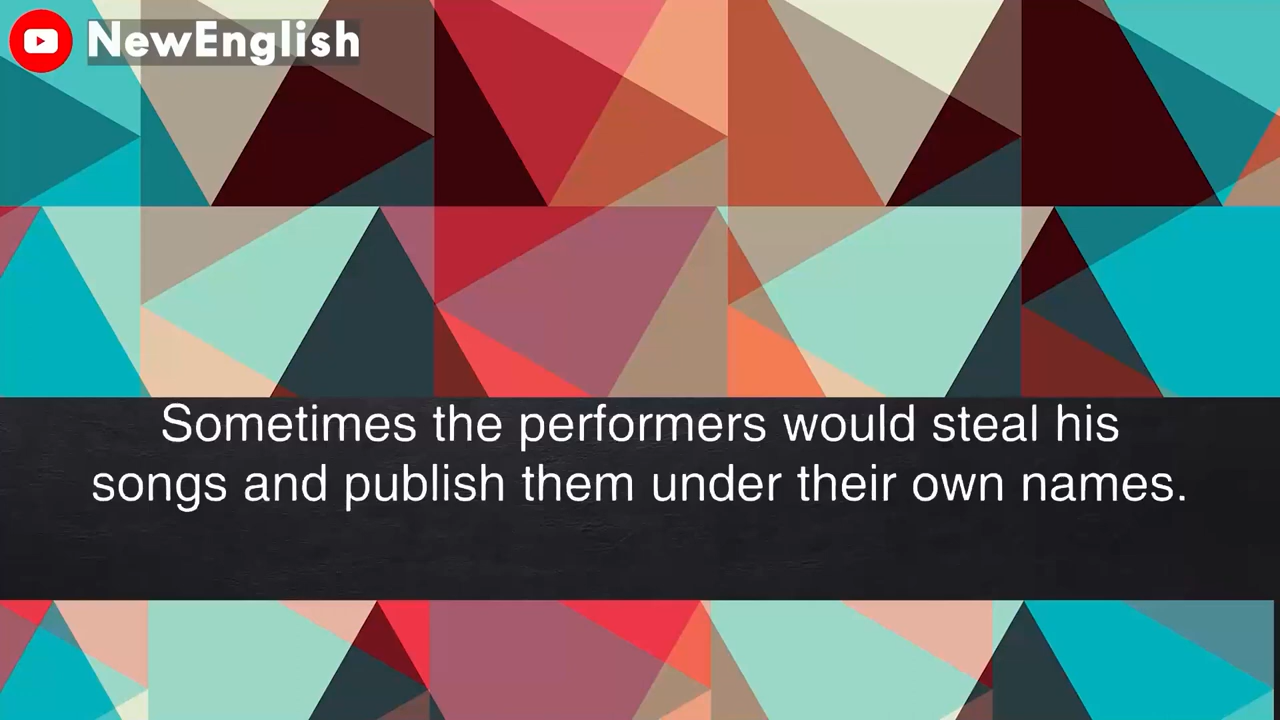 NewEnglish
Sometimes the performers would steal his
songs and publish them under their own names.